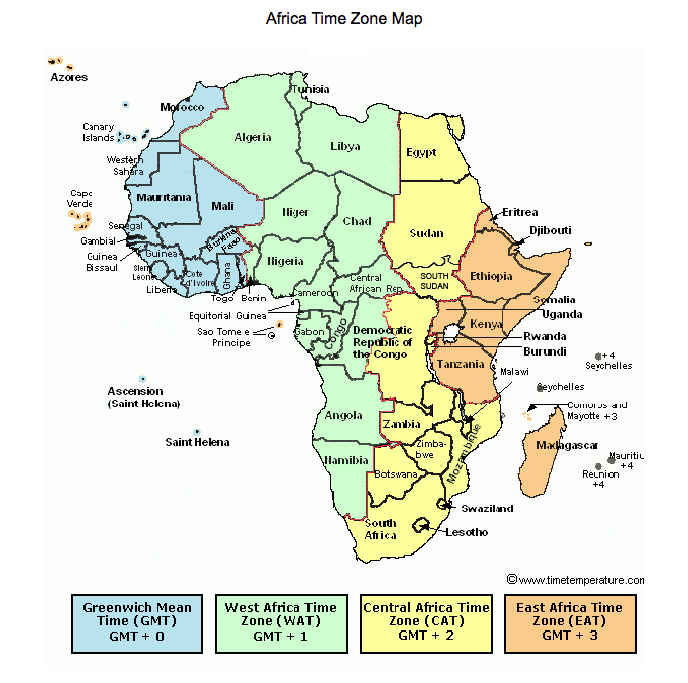 Africa Time Zone Map
Azores
Tunisia
Morocco
Canary
Islands
Algeria
Libya
Egypt
Western
Sahara
Mauritania
Cape
Verde
Mali
Niger
Chad
Sudan
Eritrea
Djibouti
Senegal
Gambia
Burkina
Faso
Guinea
Guinea
Bissaul
Nigeria
SOUTH
SUDAN
Ethiopia
Sierra
Leone
Cote
d'Ivoire
Ghana
Liberia
Togo
Benin
Cameroon
Central
African Rep.
Somalia
Uganda
Equitorial Guinea
Kenya
Sao Tome e
Principe
Gabon
Congo
Democratic
Republic of
the Congo
Rwanda
Burundi
Tanzania
+ 4
Seychelles
Malawi
Seychelles
Ascension
(Saint Helena)
Comoros and
Mayotte + 3
Angola
Zambia
Saint Helena
Mozambique
Madagascar
Zimba-
bwe
Mauritiu
+4
Namibia
Botswana
Reunion
+4
Swaziland
South
Africa
Lesotho
© www.timetemperature.com
Greenwich Mean
Time (GMT)
GMT + 0
West Africa Time
Zone (WAT)
GMT + 1
Central Africa Time
Zone (CAT)
GMT + 2
East Africa Time
Zone (EAT)
GMT + 3